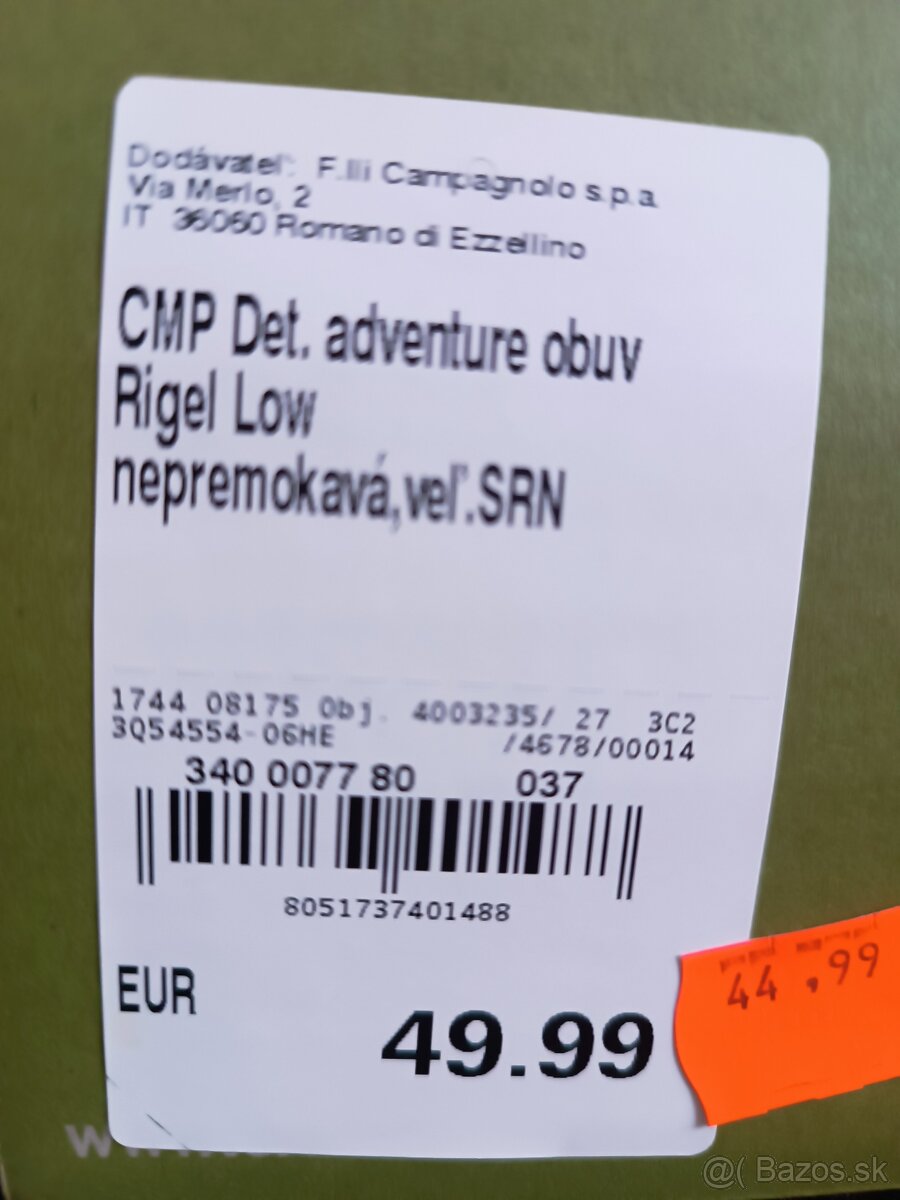 Dodávateľ: F.lli Campagnolo s.p.a.
Via Merlo, 2
IT 36060 Romano di Ezzellino
CMP Det. adventure obuv
Rigel Low
nepremokavá,veľ.SRN
1744 08175 Obj. 4003235/ 27 3C2
3Q54554-06HE /4678/00014
340 0077 80 037
8051737401488
EUR
49.99
44.99
@( Bazos.sk